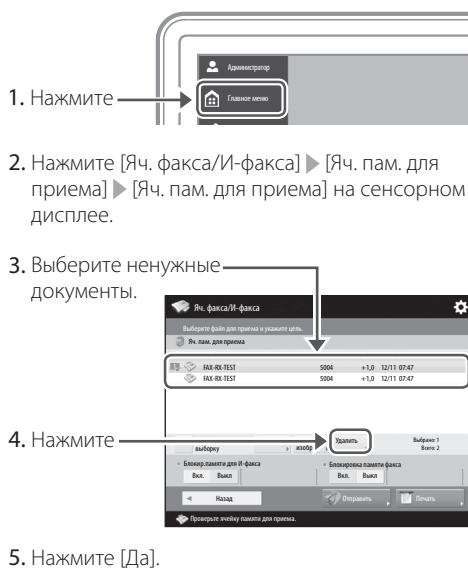 Администратор
1. Нажмите
Главное меню
2. Нажмите [Яч. факса/И-факса] ▶ [Яч. пам. для
приема] ▶ [Яч. пам. для приема] на сенсорном
дисплее.
3. Выберите ненужные
документы.
Яч. факса/И-факса
Выберите файл для приема и укажите цель.
Яч. пам. для приема
FAX-RX-TEST 5004 +1,0 12/11 07:47
FAX-RX-TEST 5004 +1,0 12/11 07:47
4. Нажмите
Удалить
Выбрано: 1
Всего: 2
выборку
изобр
Блокир.памяти для И-факса
Блокировка памяти факса
Вкл. Выкл
Вкл. Выкл
Назад
Отправить
Печать
Проверьте ячейку памяти для приема.
5. Нажмите [Да].